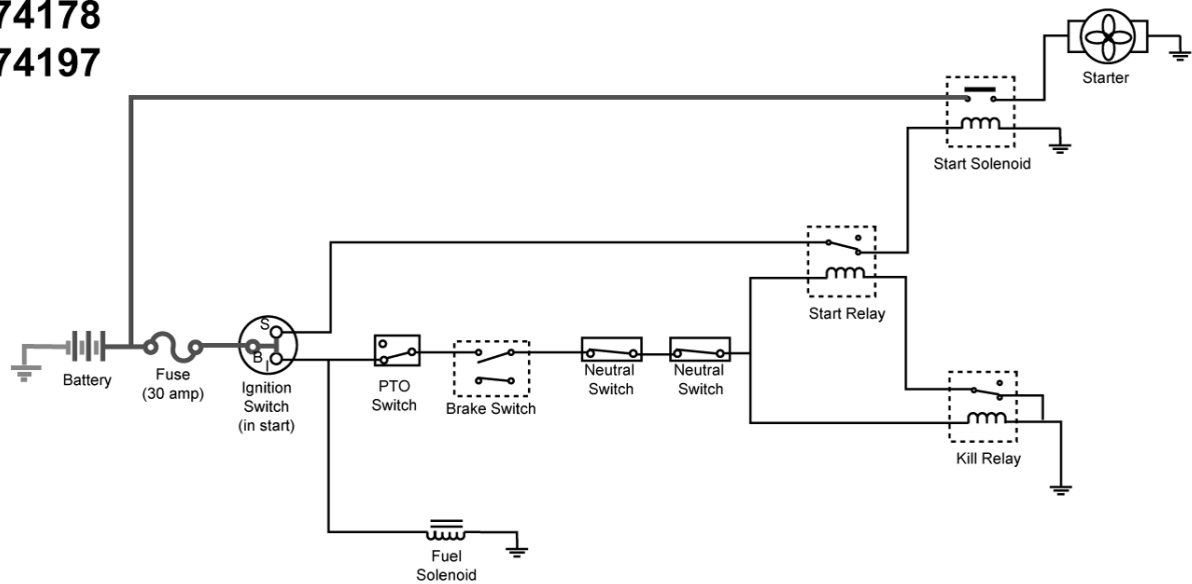 74178
74197
Starter
Start Solenoid
Start Relay
S
B
I
Battery
Fuse
(30 amp)
Ignition
Switch
(in start)
PTO
Switch
Brake Switch
Neutral
Switch
Neutral
Switch
Kill Relay
Fuel
Solenoid